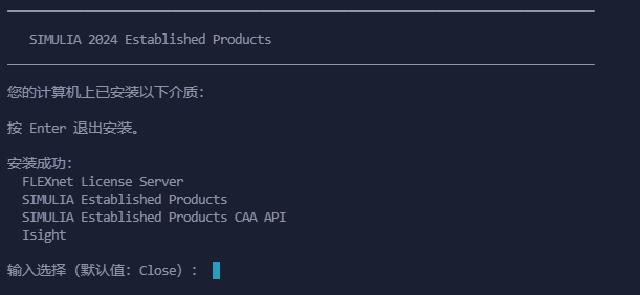 SIMULIA 2024 Established Products
您的计算机上已安装以下介质:
按 Enter 退出安装。
安装成功:
FLEXnet License Server
SIMULIA Established Products
SIMULIA Established Products CAA API
Isight
输入选择 (默认值: Close) :